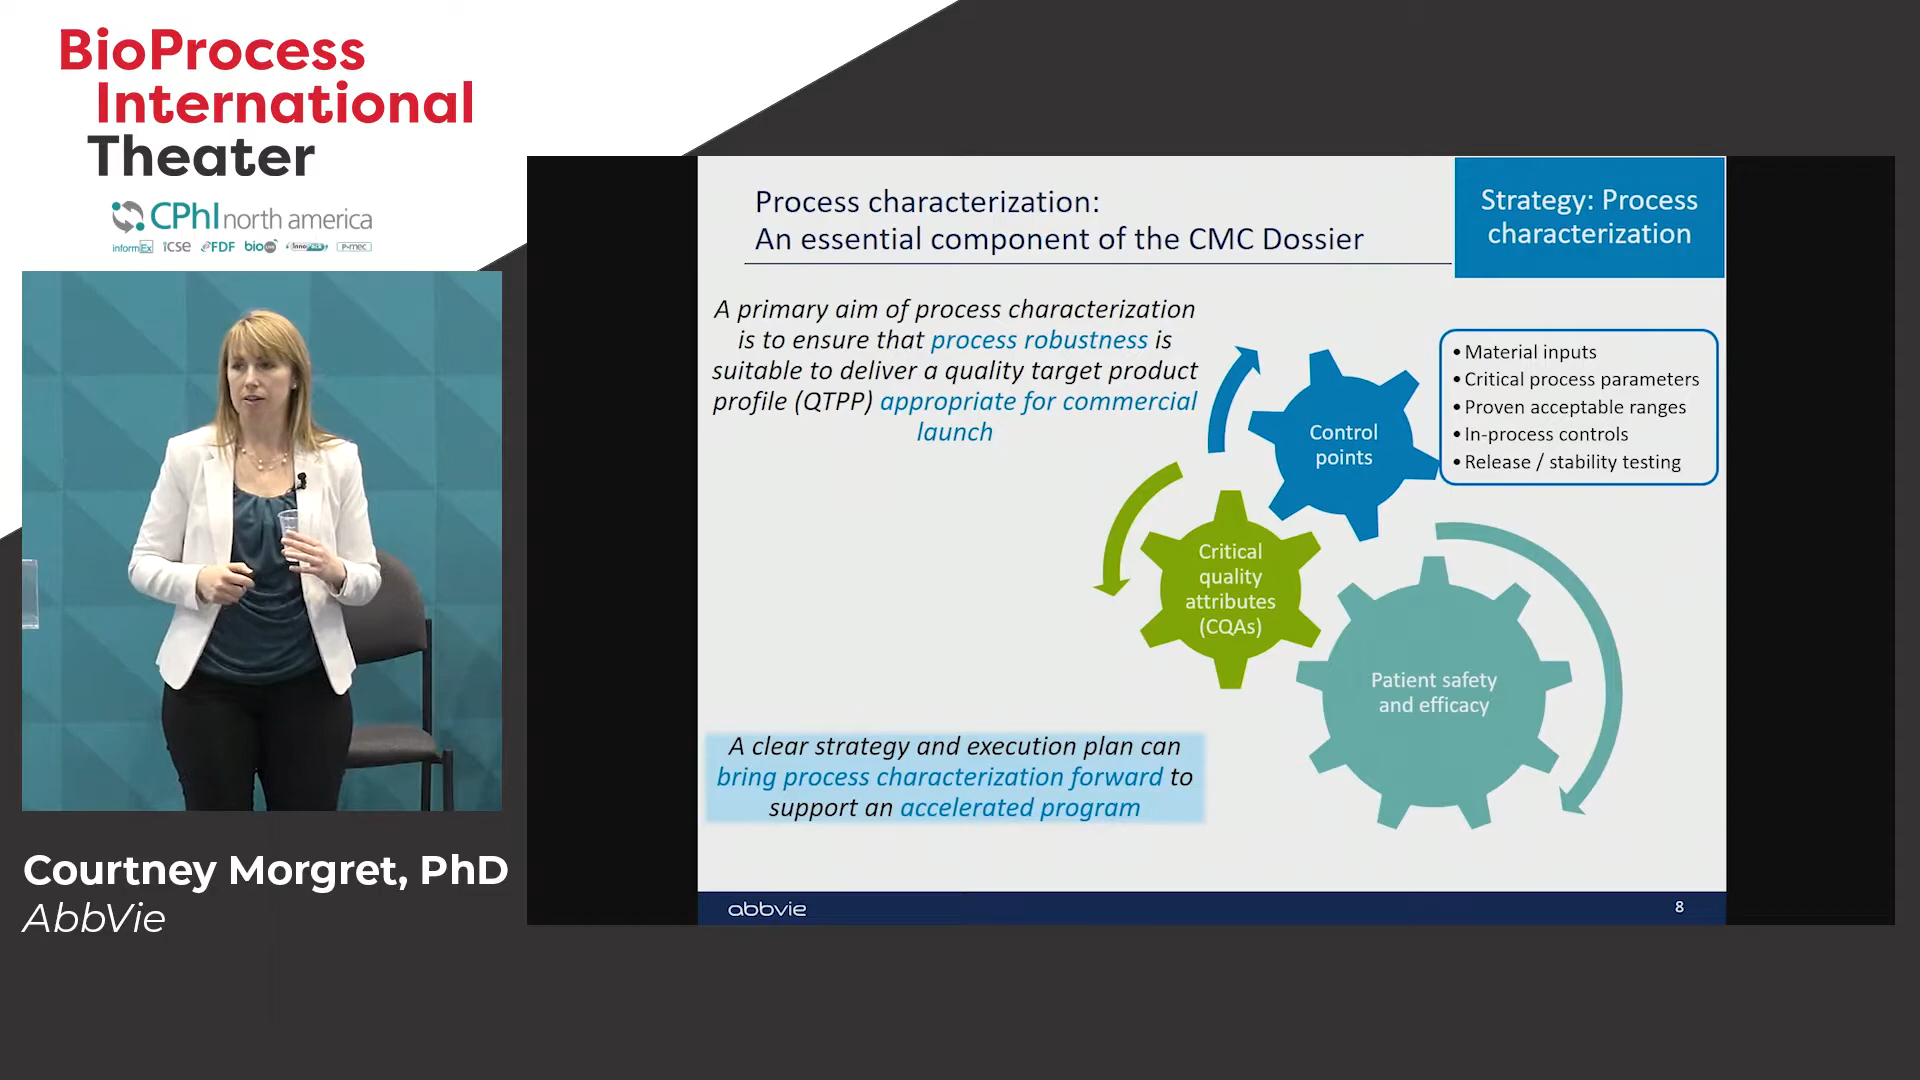 BioProcess
International
Theater
CPhI north america
informEx icse FDF bio InnoPack P-mec
Process characterization:
An essential component of the CMC Dossier
Strategy: Process
characterization
A primary aim of process characterization
is to ensure that process robustness is
suitable to deliver a quality target product
profile (QTPP) appropriate for commercial
launch
• Material inputs
• Critical process parameters
• Proven acceptable ranges
• In-process controls
• Release / stability testing
Control
points
Critical
quality
attributes
(CQAs)
Patient safety
and efficacy
A clear strategy and execution plan can
bring process characterization forward to
support an accelerated program
Courtney Morgret, PhD
AbbVie
abbvie
8